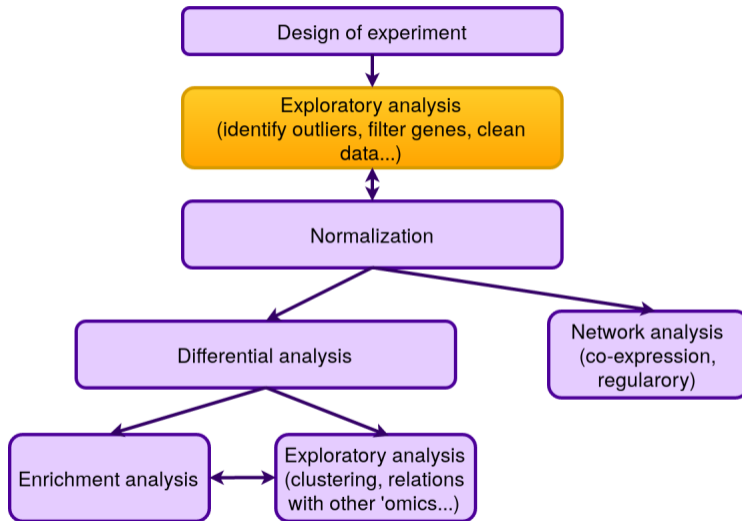 Design of experiment
Exploratory analysis
(identify outliers, filter genes, clean
data...)
Normalization
Differential analysis
Network analysis
(co-expression,
regularory)
Enrichment analysis
Exploratory analysis
(clustering, relations
with other 'omics...)